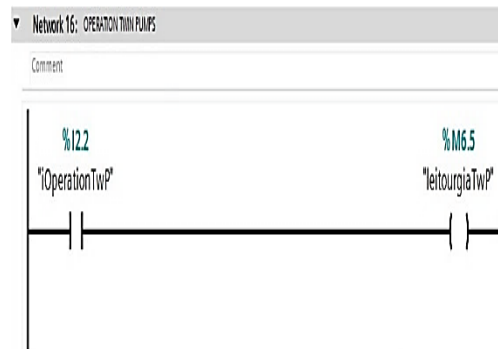 Network 16: OPERATION TWIN PUMPS
Comment
%I2.2 %M6.5
"iOperationTwP" "leitourgiaTwP"